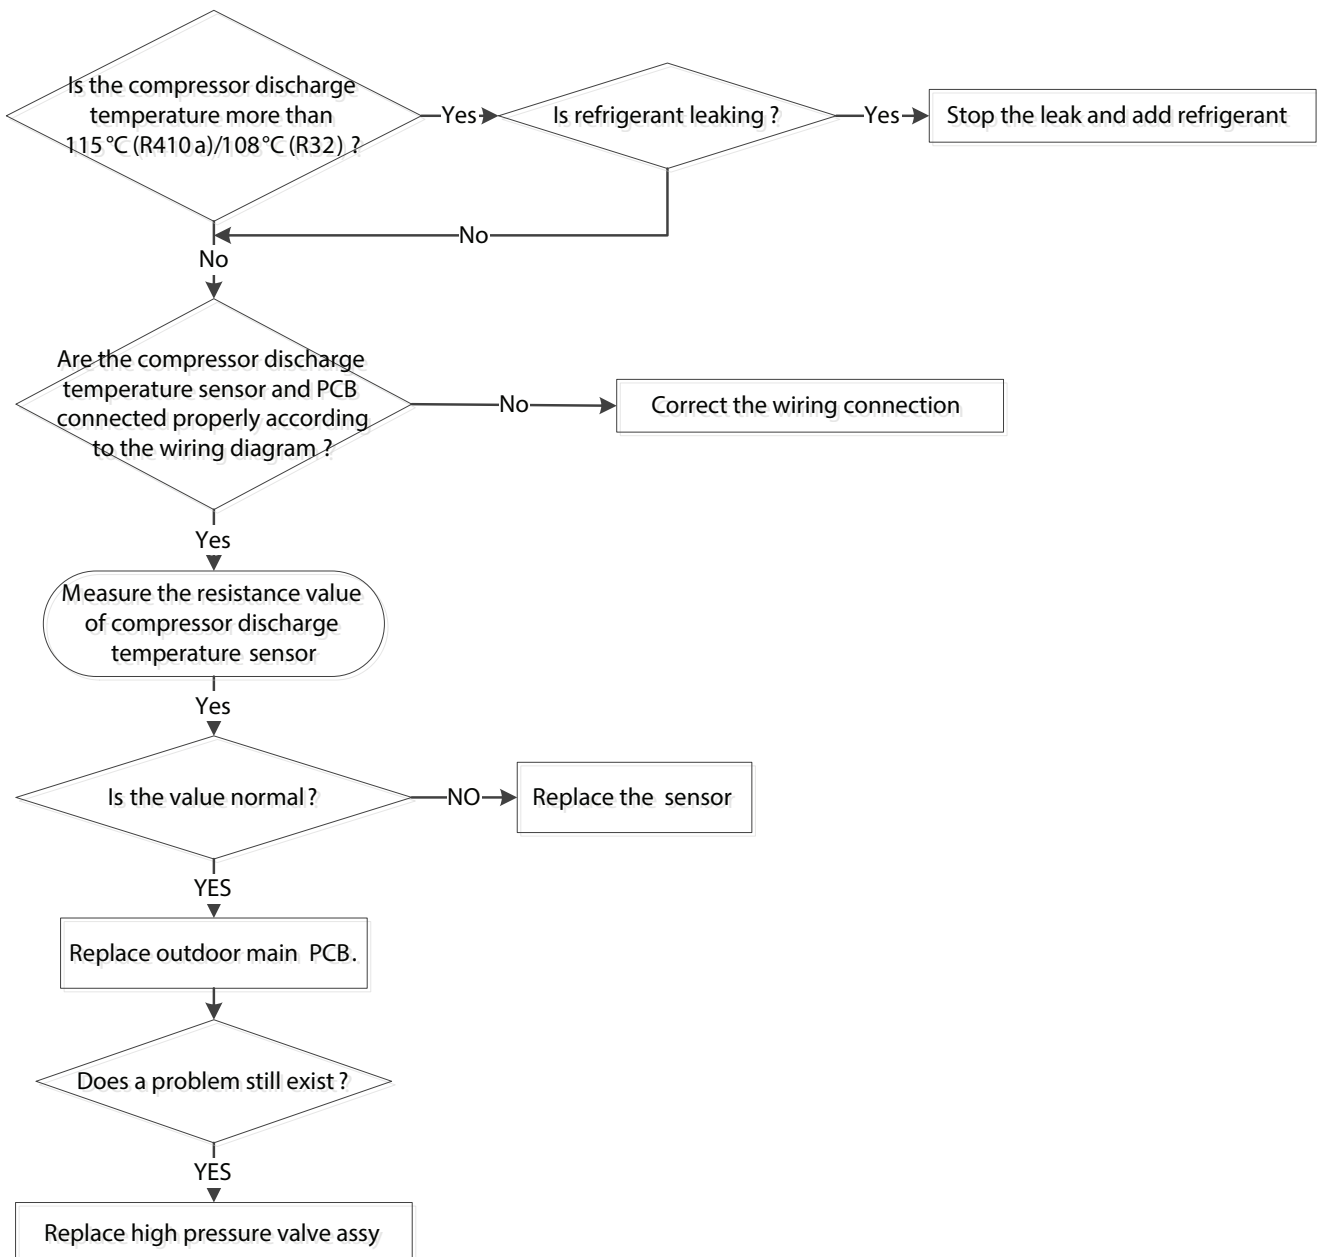 Is the compressor discharge
temperature more than
115°C (R410a)/108°C (R32) ?
Yes
Is refrigerant leaking ?
Yes
Stop the leak and add refrigerant
No
No
Are the compressor discharge
temperature sensor and PCB
connected properly according
to the wiring diagram ?
No
Correct the wiring connection
Yes
Measure the resistance value
of compressor discharge
temperature sensor
Yes
Is the value normal ?
NO
Replace the sensor
YES
Replace outdoor main PCB.
Does a problem still exist ?
YES
Replace high pressure valve assy